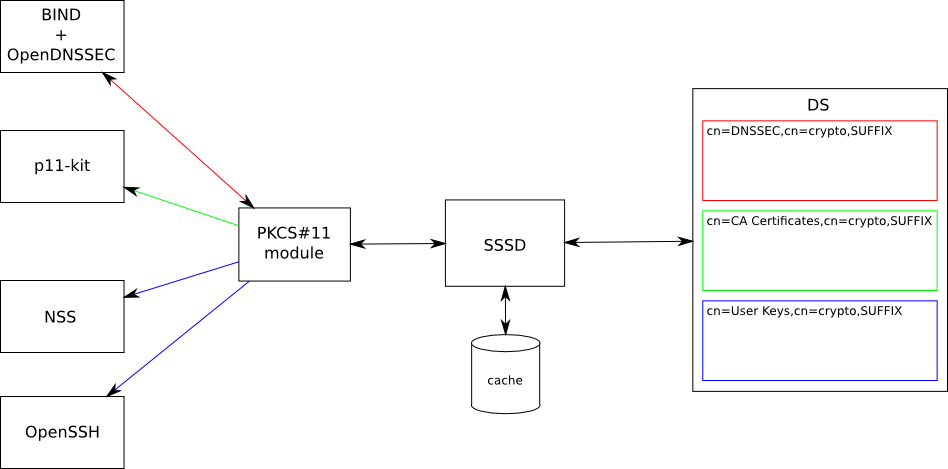 BIND
+
OpenDNSSEC
p11-kit
NSS
OpenSSH
PKCS#11
module
SSSD
cache
DS
cn=DNSSEC,cn=crypto,SUFFIX
cn=CA Certificates,cn=crypto,SUFFIX
cn=User Keys,cn=crypto,SUFFIX